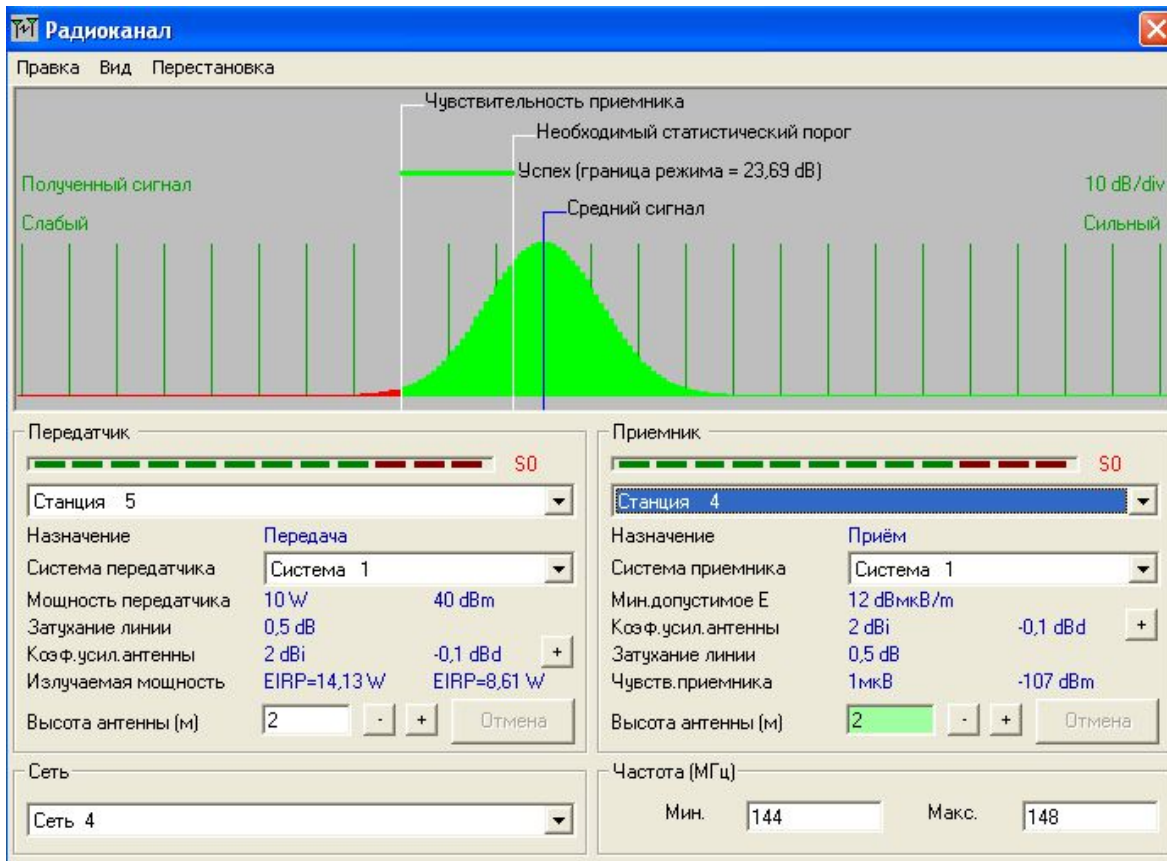 Радиоканал
Правка Вид Перестановка
Чувствительность приемника
Необходимый статистический порог
Успех (граница режима = 23,69 dB)
Полученный сигнал 10 dB/div
Средний сигнал
Слабый Сильный
Передатчик Приемник
S0 S0
Станция 5 Станция 4
Назначение Передача Назначение Приём
Система передатчика Система 1 Система приемника Система 1
Мощность передатчика 10 W 40 dBm Мин.допустимое E 12 dBмкВ/m
Затухание линии 0,5 dB Коэф.усил.антенны 2 dBi -0,1 dBd +
Коэф.усил.антенны 2 dBi -0,1 dBd + Затухание линии 0,5 dB
Излучаемая мощность EIRP=14,13 W EIRP=8,61 W Чувств.приемника 1мкВ -107 dBm
Высота антенны (м) 2 - + Отмена Высота антенны (м) 2 - + Отмена
Сеть Частота (МГц)
Сеть 4 Мин. 144 Макс. 148